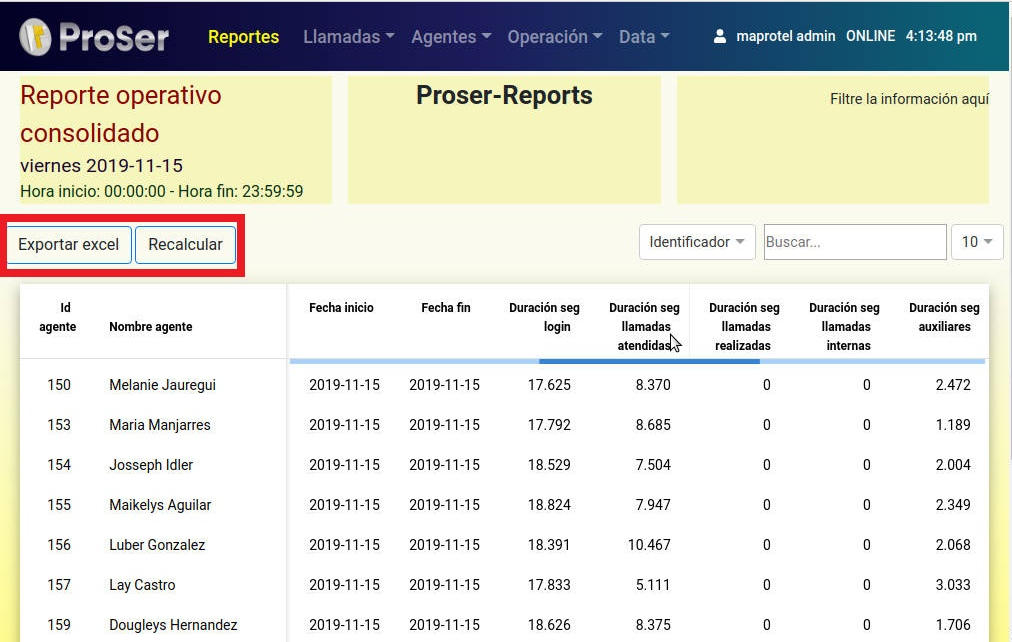 ProSer Reportes Llamadas Agentes Operación Data maprotel admin ONLINE 4:13:48 pm
Reporte operativo
consolidado
viernes 2019-11-15
Hora inicio: 00:00:00 - Hora fin: 23:59:59
Proser-Reports
Filtre la información aquí
Exportar excel Recalcular Identificador Buscar... 10
Id Fecha inicio Fecha fin Duración seg Duración seg Duración seg Duración seg Duración seg
agente Nombre agente login llamadas llamadas llamadas auxiliares
atendidas realizadas internas
150 Melanie Jauregui 2019-11-15 2019-11-15 17.625 8.370 0 0 2.472
153 Maria Manjarres 2019-11-15 2019-11-15 17.792 8.685 0 0 1.189
154 Josseph Idler 2019-11-15 2019-11-15 18.529 7.504 0 0 2.004
155 Maikelys Aguilar 2019-11-15 2019-11-15 18.824 7.947 0 0 2.349
156 Luber Gonzalez 2019-11-15 2019-11-15 18.391 10.467 0 0 2.068
157 Lay Castro 2019-11-15 2019-11-15 17.833 5.111 0 0 3.033
159 Dougleys Hernandez 2019-11-15 2019-11-15 18.626 8.375 0 0 1.706